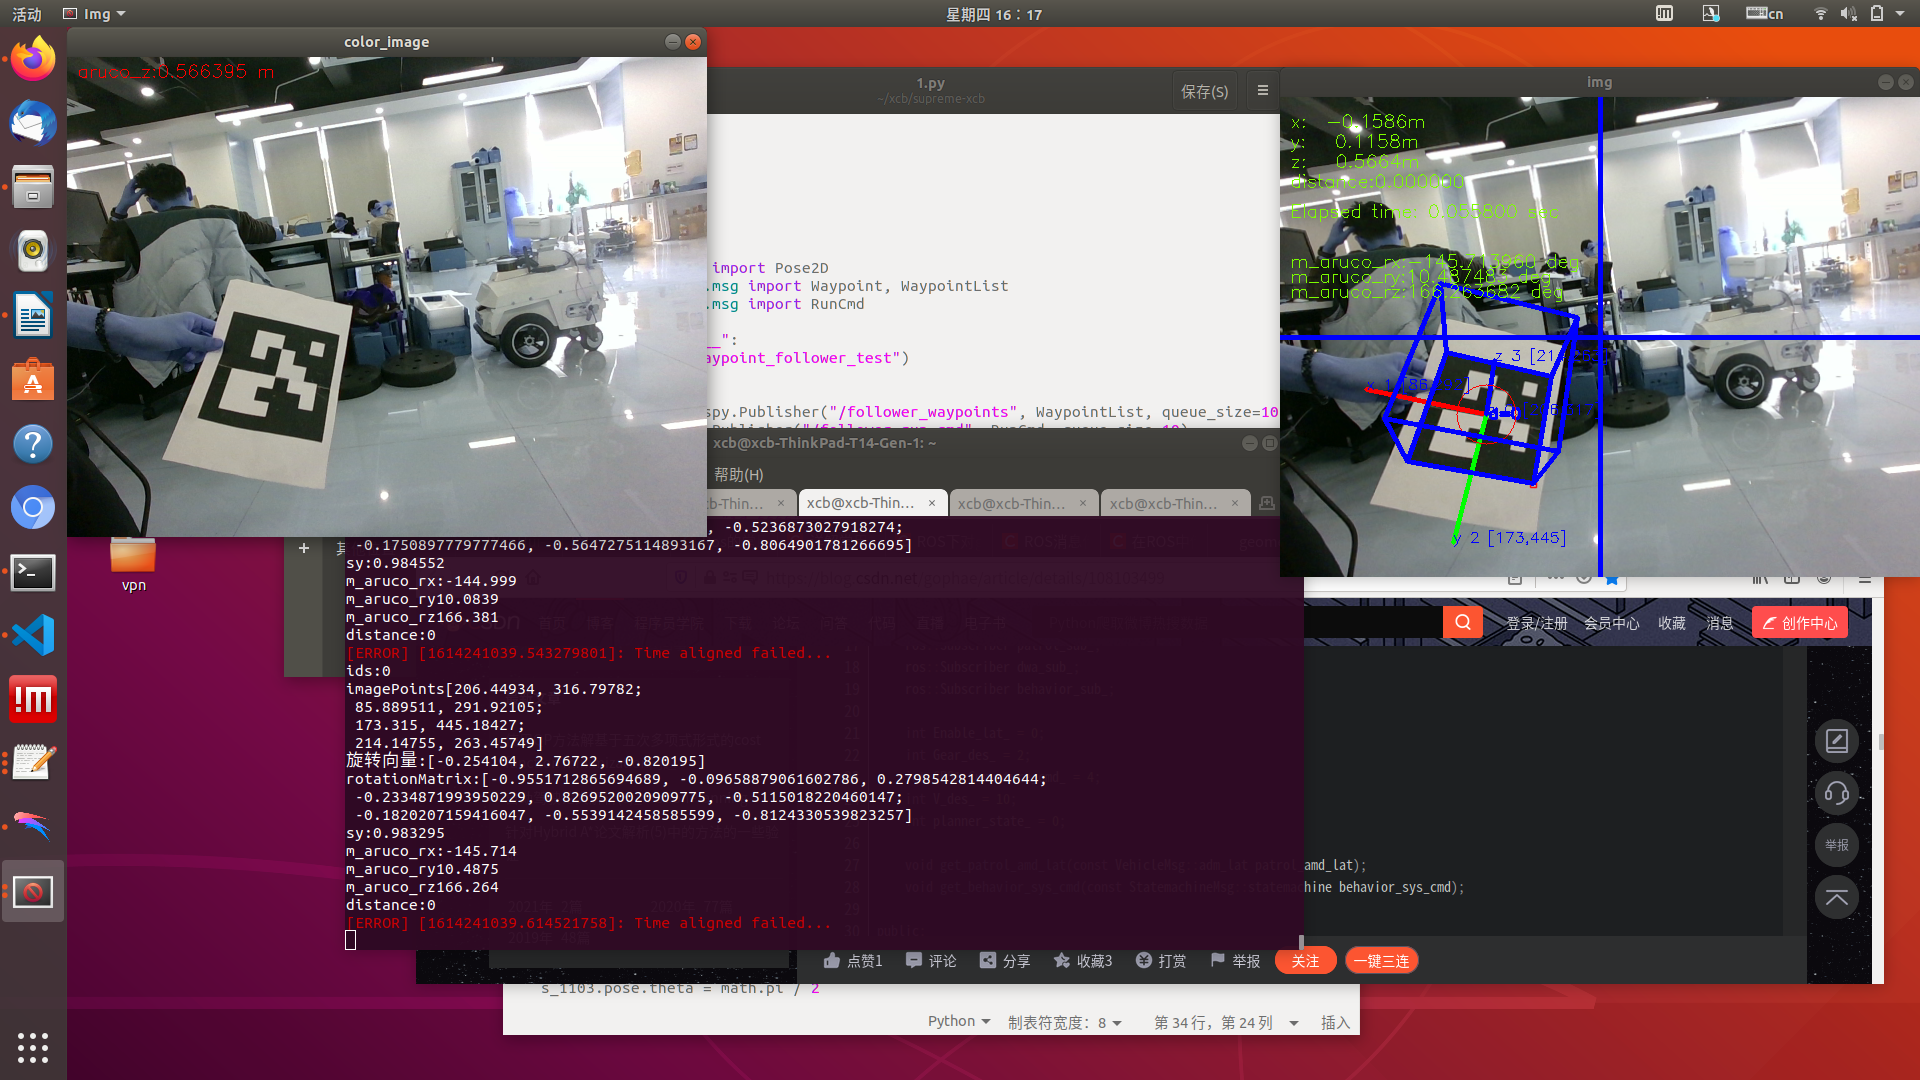 活动
Img
星期四 16：17
cn
color_image
aruco_z:0.566395 m
1.py
~/xcb/supreme-xcb
保存(S)
import Pose2D
.msg import Waypoint, WaypointList
.msg import RunCmd
__":
aypoint_follower_test")
spy.Publisher("/follower_waypoints", WaypointList, queue_size=10
img
x: -0.1586m
y: 0.1158m
z: 0.5664m
distance:0.000000
Elapsed time: 0.055800 sec
m_aruco_rx:-145.713960 deg
m_aruco_ry:10.487483 deg
m_aruco_rz:166.263682 deg
y 2 [173,445]
xcb@xcb-ThinkPad-T14-Gen-1: ~
帮助(H)
cb-Thin…
xcb@xcb-Thin…
xcb@xcb-Thin…
xcb@xcb-Thin…
, -0.5236873027918274;
-0.1750897779777466, -0.5647275114893167, -0.8064901781266695]
sy:0.984552
m_aruco_rx:-144.999
m_aruco_ry10.0839
m_aruco_rz166.381
distance:0
[ERROR] [1614241039.543279801]: Time aligned failed...
ids:0
imagePoints[206.44934, 316.79782;
85.889511, 291.92105;
173.315, 445.18427;
214.14755, 263.45749]
旋转向量:[-0.254104, 2.76722, -0.820195]
rotationMatrix:[-0.9551712865694689, -0.09658879061602786, 0.2798542814404644;
-0.2334871993950229, 0.8269520020909775, -0.5115018220460147;
-0.1820207159416047, -0.5539142458585599, -0.8124330539823257]
sy:0.983295
m_aruco_rx:-145.714
m_aruco_ry10.4875
m_aruco_rz166.264
distance:0
[ERROR] [1614241039.614521758]: Time aligned failed...
vpn
登录/注册
会员中心
收藏
消息
创作中心
amd_lat);
hine behavior_sys_cmd);
举报
点赞1
评论
分享
收藏3
打赏
举报
关注
一键三连
s_1103.pose.theta = math.pi / 2
Python
制表符宽度：8
第 34 行，第 24 列
插入